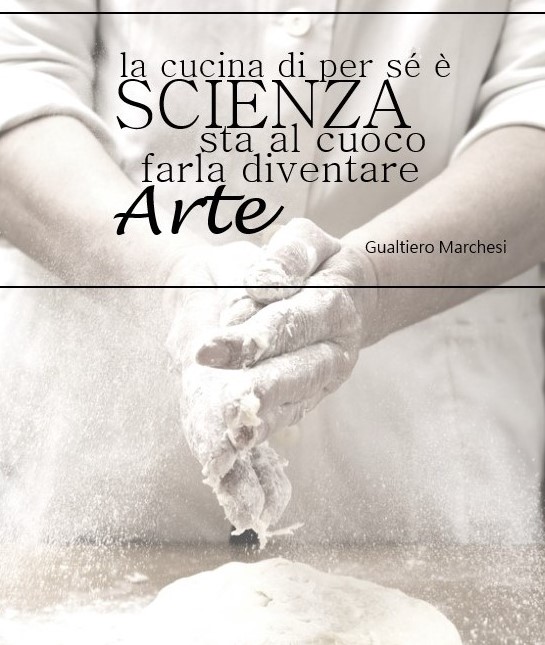 la cucina di per sé è
SCIENZA
sta al cuoco
farla diventare
Arte
Gualtiero Marchesi